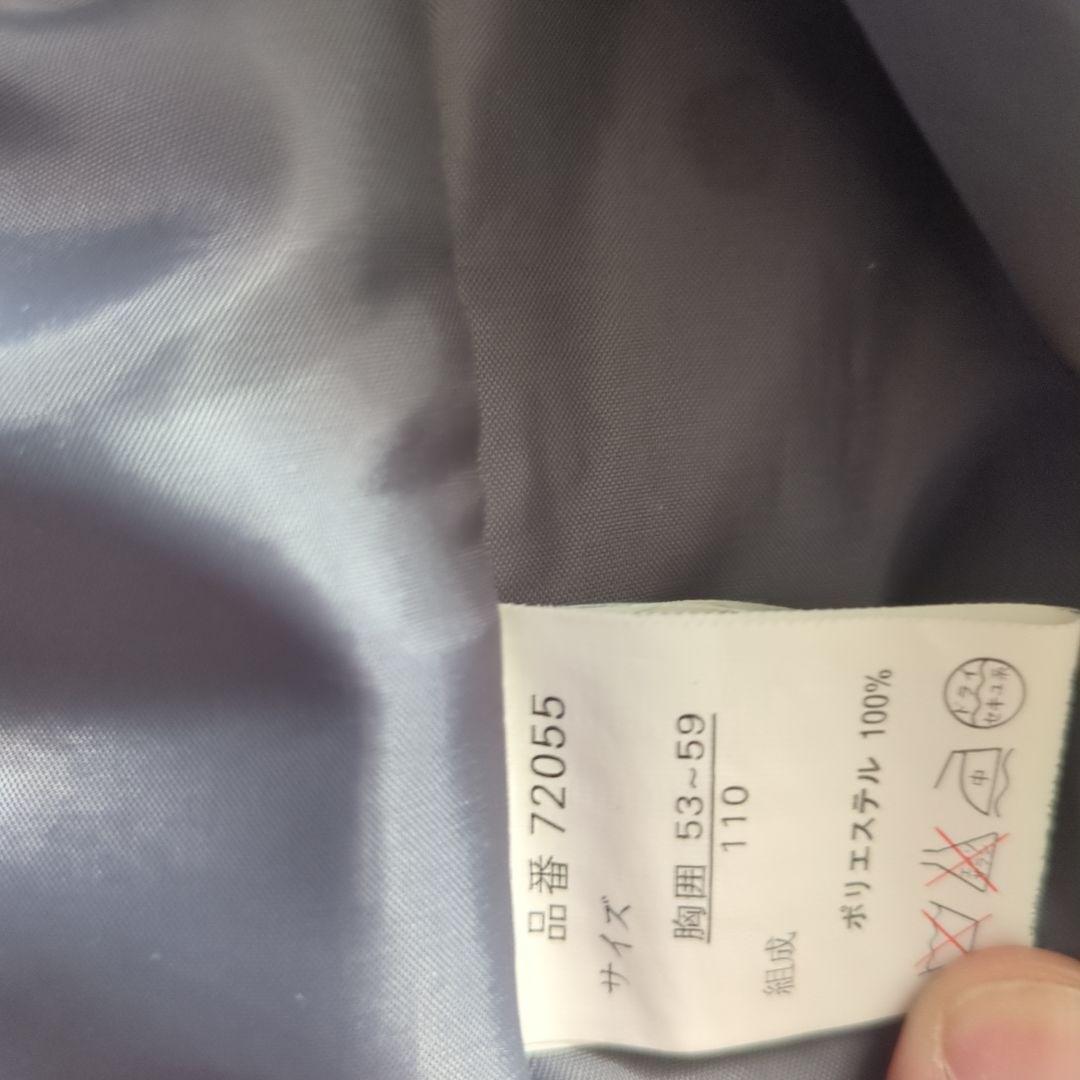 品番 72055
サイズ
胸囲 53~59
110
組成
ポリエステル 100%
中
ドライ
セキユ系